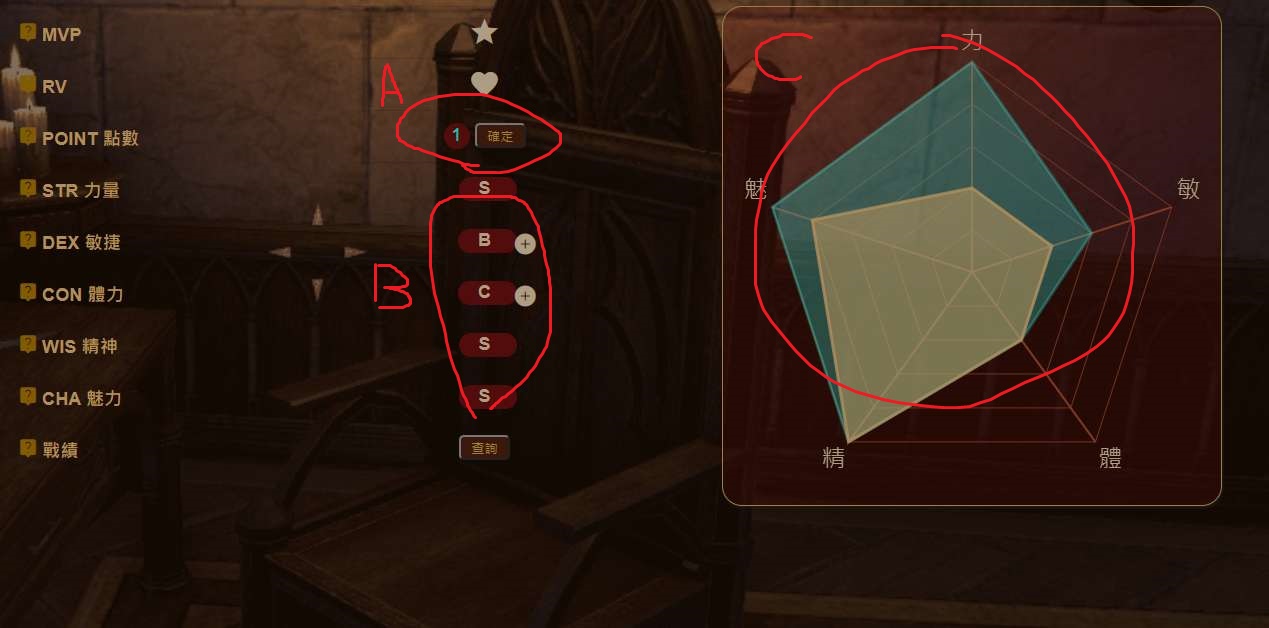 MVP
RV
A
POINT 點數 1 確定
STR 力量 S
DEX 敏捷 B +
B
CON 體力 C +
WIS 精神 S
CHA 魅力 S
戰績 查詢
C
力
魅 敏
精 體